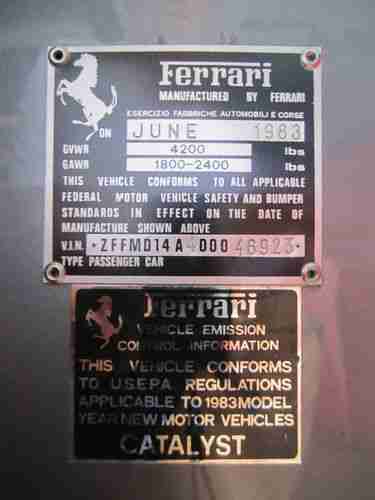 Ferrari
MANUFACTURED BY FERRARI
ESERCIZIO FABBRICHE AUTOMOBILI E CORSE
ON JUNE 1983
GVWR 4200 lbs
GAWR 1800-2400 lbs
THIS VEHICLE CONFORMS TO ALL APPLICABLE
FEDERAL MOTOR VEHICLE SAFETY AND BUMPER
STANDARDS IN EFFECT ON THE DATE OF
MANUFACTURE SHOWN ABOVE
V.I.N. ZFFMD14A4D0046923
TYPE PASSENGER CAR
Ferrari
VEHICLE EMISSION
CONTROL INFORMATION
THIS VEHICLE CONFORMS
TO U.S.EPA REGULATIONS
APPLICABLE TO 1983 MODEL
YEAR NEW MOTOR VEHICLES
CATALYST